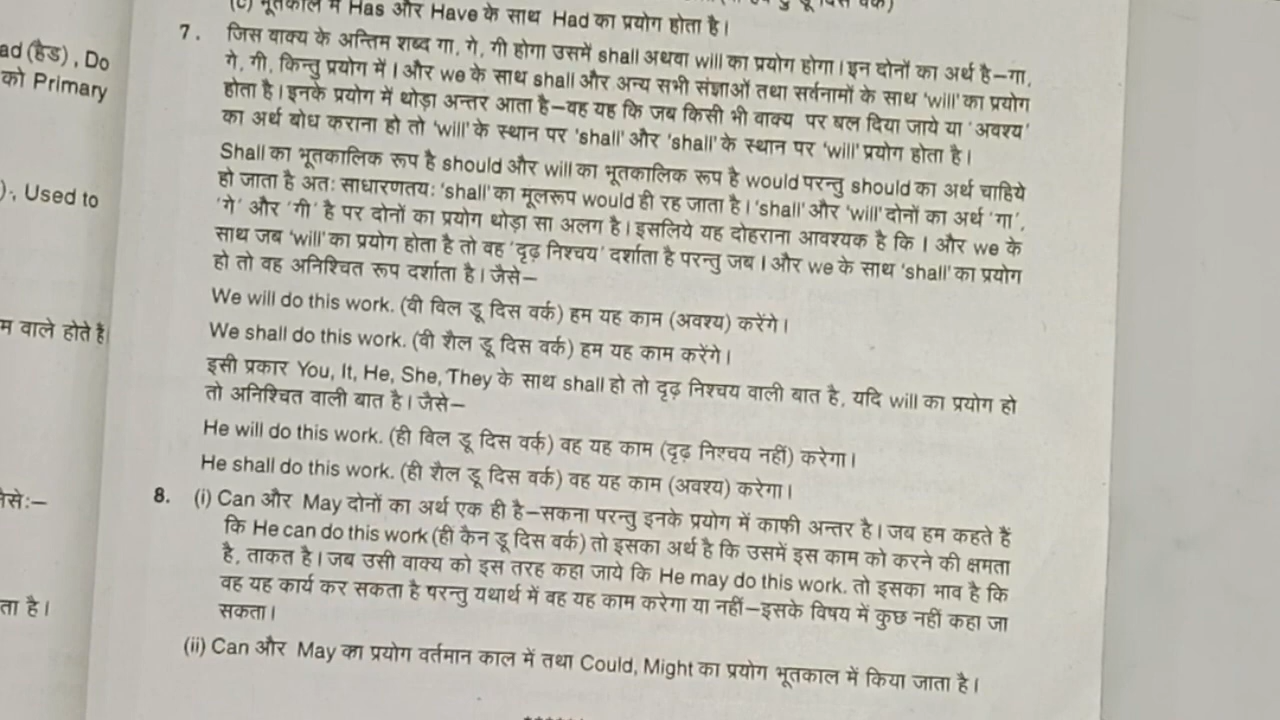 (c) भूतकाल में Has और Have के साथ Had का प्रयोग होता है।
7. जिस वाक्य के अन्तिम शब्द गा, गे, गी होगा उसमें shall अथवा will का प्रयोग होगा। इन दोनों का अर्थ है–गा,
गे, गी, किन्तु प्रयोग में I और we के साथ shall और अन्य सभी संज्ञाओं तथा सर्वनामों के साथ 'will' का प्रयोग
होता है। इनके प्रयोग में थोड़ा अन्तर आता है–वह यह कि जब किसी भी वाक्य पर बल दिया जाये या 'अवश्य'
का अर्थ बोध कराना हो तो 'will' के स्थान पर 'shall' और 'shall' के स्थान पर 'will' प्रयोग होता है।
Shall का भूतकालिक रूप है should और will का भूतकालिक रूप है would परन्तु should का अर्थ चाहिये
हो जाता है अतः साधारणतयः 'shall' का मूलरूप would ही रह जाता है। 'shall' और 'will' दोनों का अर्थ 'गा',
'गे' और 'गी' है पर दोनों का प्रयोग थोड़ा सा अलग है। इसलिये यह दोहराना आवश्यक है कि I और we के
साथ जब 'will' का प्रयोग होता है तो वह 'दृढ़ निश्चय' दर्शाता है परन्तु जब I और we के साथ 'shall' का प्रयोग
हो तो वह अनिश्चित रूप दर्शाता है। जैसे–
We will do this work. (वी विल डू दिस वर्क) हम यह काम (अवश्य) करेंगे।
We shall do this work. (वी शैल डू दिस वर्क) हम यह काम करेंगे।
इसी प्रकार You, It, He, She, They के साथ shall हो तो दृढ़ निश्चय वाली बात है, यदि will का प्रयोग हो
तो अनिश्चित वाली बात है। जैसे–
He will do this work. (ही विल डू दिस वर्क) वह यह काम (दृढ़ निश्चय नहीं) करेगा।
He shall do this work. (ही शैल डू दिस वर्क) वह यह काम (अवश्य) करेगा।
8. (i) Can और May दोनों का अर्थ एक ही है–सकना परन्तु इनके प्रयोग में काफी अन्तर है। जब हम कहते हैं
कि He can do this work (ही कैन डू दिस वर्क) तो इसका अर्थ है कि उसमें इस काम को करने की क्षमता
है, ताकत है। जब उसी वाक्य को इस तरह कहा जाये कि He may do this work. तो इसका भाव है कि
वह यह कार्य कर सकता है परन्तु यथार्थ में वह यह काम करेगा या नहीं–इसके विषय में कुछ नहीं कहा जा
सकता।
(ii) Can और May का प्रयोग वर्तमान काल में तथा Could, Might का प्रयोग भूतकाल में किया जाता है।
ad (हैड), Do
को Primary
), Used to
म वाले होते हैं
:–
ता है।